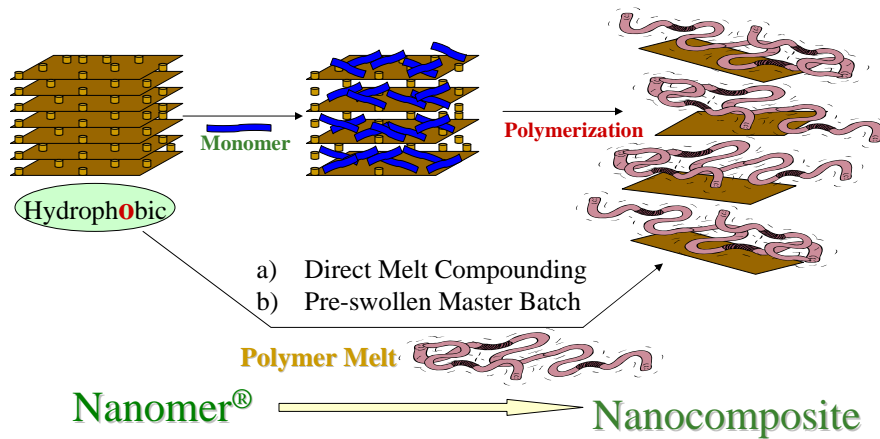 Monomer
Polymerization
Hydrophobic
a) Direct Melt Compounding
b) Pre-swollen Master Batch
Polymer Melt
Nanomer®
Nanocomposite